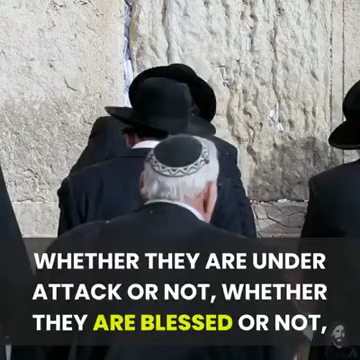 WHETHER THEY ARE UNDER
ATTACK OR NOT, WHETHER
THEY ARE BLESSED OR NOT,